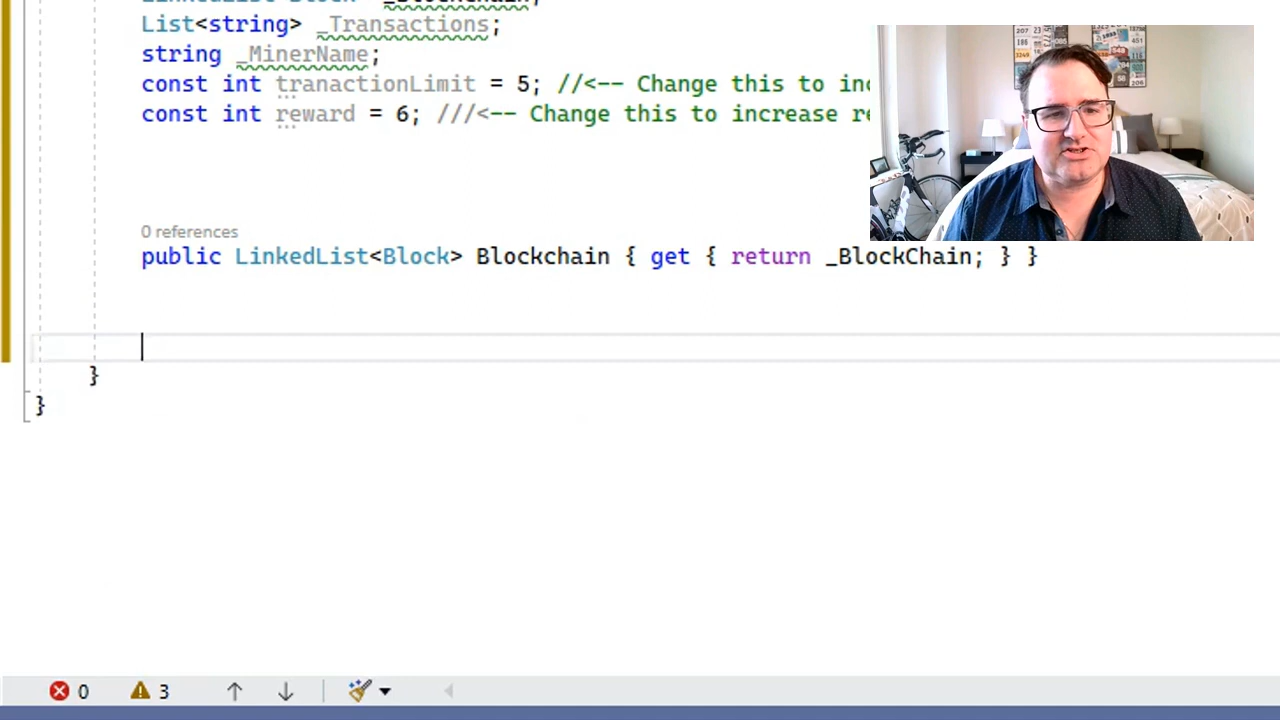 List<string> _Transactions;
string _MinerName;
const int tranactionLimit = 5; //<-- Change this to inc
const int reward = 6; ///<-- Change this to increase re
0 references
public LinkedList<Block> Blockchain { get { return _BlockChain; } }
}
}
0
3